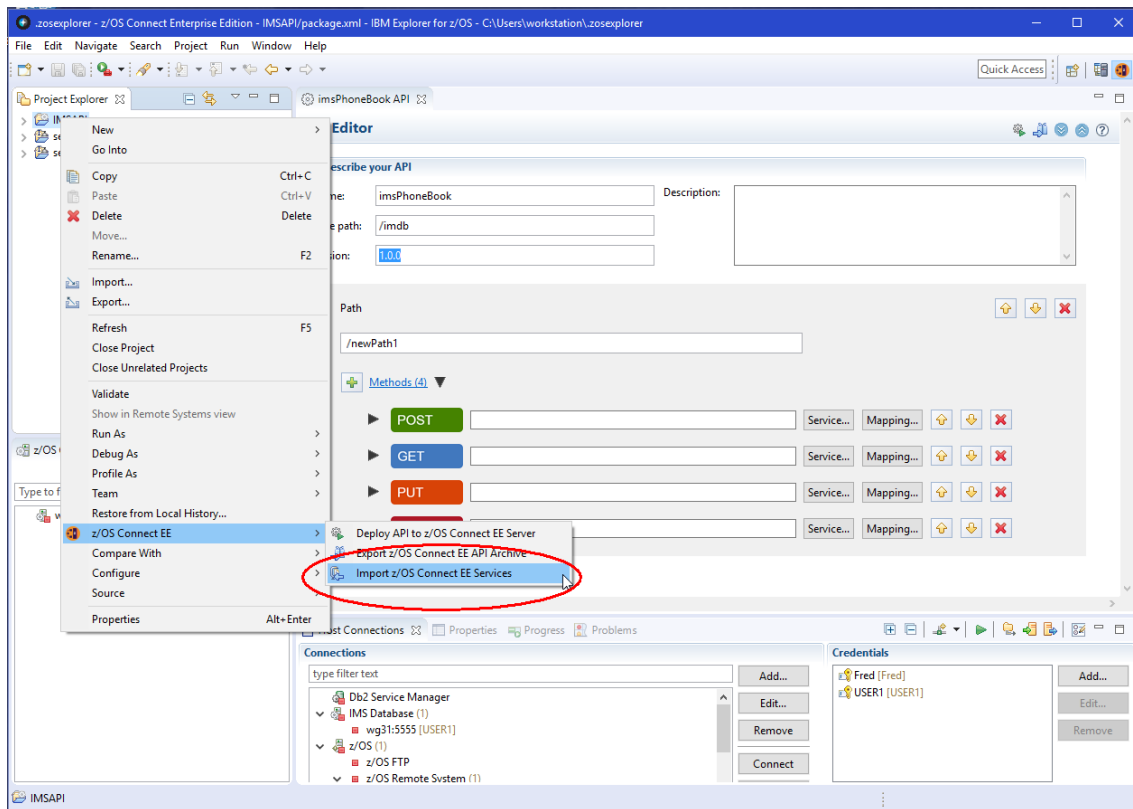 .zosexplorer - z/OS Connect Enterprise Edition - IMSAPI/package.xml - IBM Explorer for z/OS - C:\Users\workstation\.zosexplorer
File Edit Navigate Search Project Run Window Help
Quick Access
Project Explorer
imsPhoneBook API
Editor
escribe your API
me:
imsPhoneBook
Description:
e path:
/imdb
sion:
1.0.0
Path
/newPath1
Methods (4)
POST
Service...
Mapping...
GET
Service...
Mapping...
PUT
Service...
Mapping...
Service...
Mapping...
New
Go Into
Copy Ctrl+C
Paste Ctrl+V
Delete Delete
Move...
Rename... F2
Import...
Export...
Refresh F5
Close Project
Close Unrelated Projects
Validate
Show in Remote Systems view
Run As
Debug As
Profile As
Team
Restore from Local History...
z/OS Connect EE
Compare With
Configure
Source
Properties Alt+Enter
Deploy API to z/OS Connect EE Server
Export z/OS Connect EE API Archive
Import z/OS Connect EE Services
z/OS
Type to f
Host Connections
Properties
Progress
Problems
Connections
type filter text
Db2 Service Manager
IMS Database (1)
wg31:5555 [USER1]
z/OS (1)
z/OS FTP
z/OS Remote System (1)
Add...
Edit...
Remove
Connect
Credentials
Fred [Fred]
USER1 [USER1]
Add...
Edit...
Remove
IMSAPI